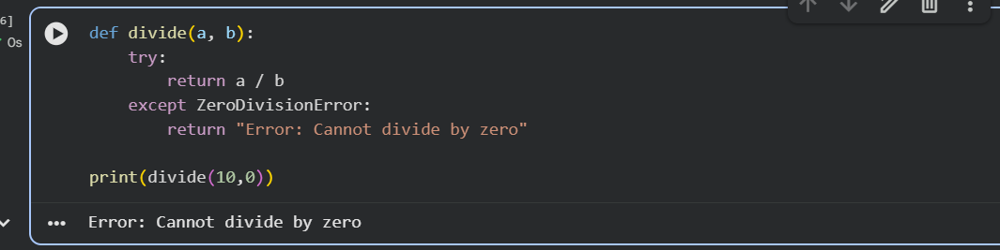 6]
0s
def divide(a, b):
    try:
        return a / b
    except ZeroDivisionError:
        return "Error: Cannot divide by zero"
print(divide(10,0))
Error: Cannot divide by zero